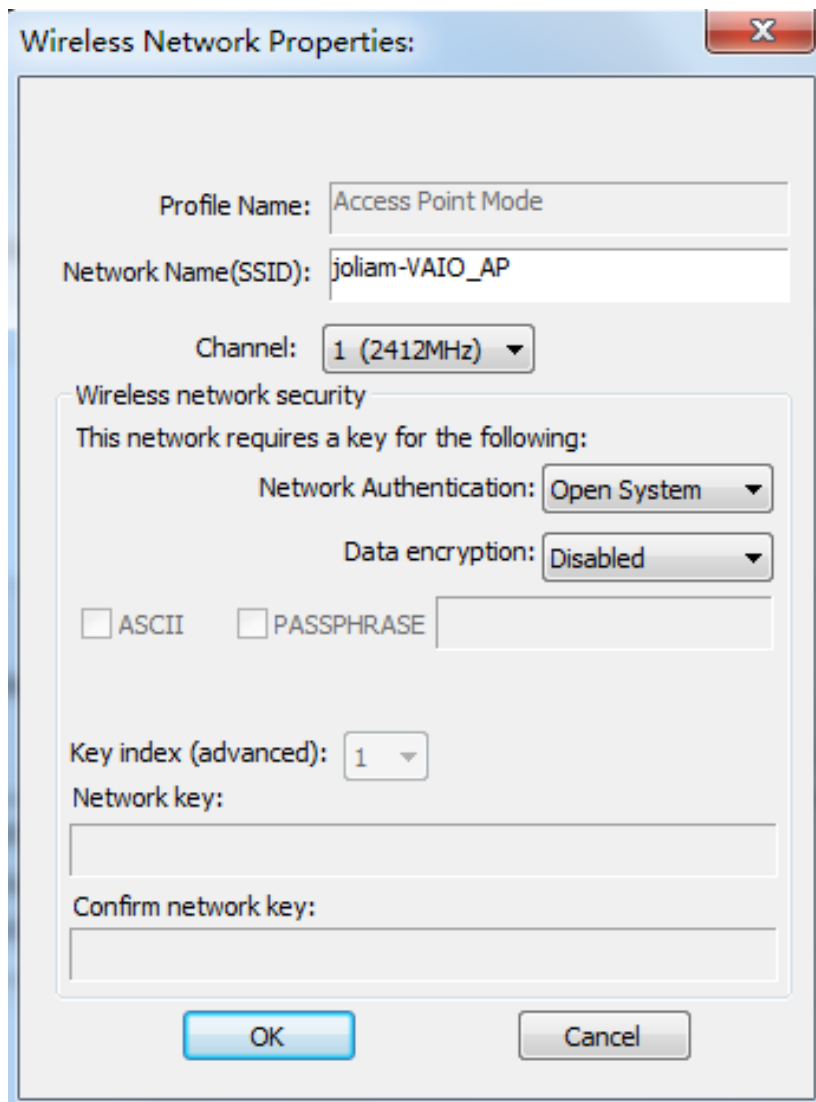 Wireless Network Properties:
X
Profile Name: Access Point Mode
Network Name(SSID): joliam-VAIO_AP
Channel: 1 (2412MHz)
Wireless network security
This network requires a key for the following:
Network Authentication: Open System
Data encryption: Disabled
ASCII PASSPHRASE
Key index (advanced): 1
Network key:
Confirm network key:
OK Cancel